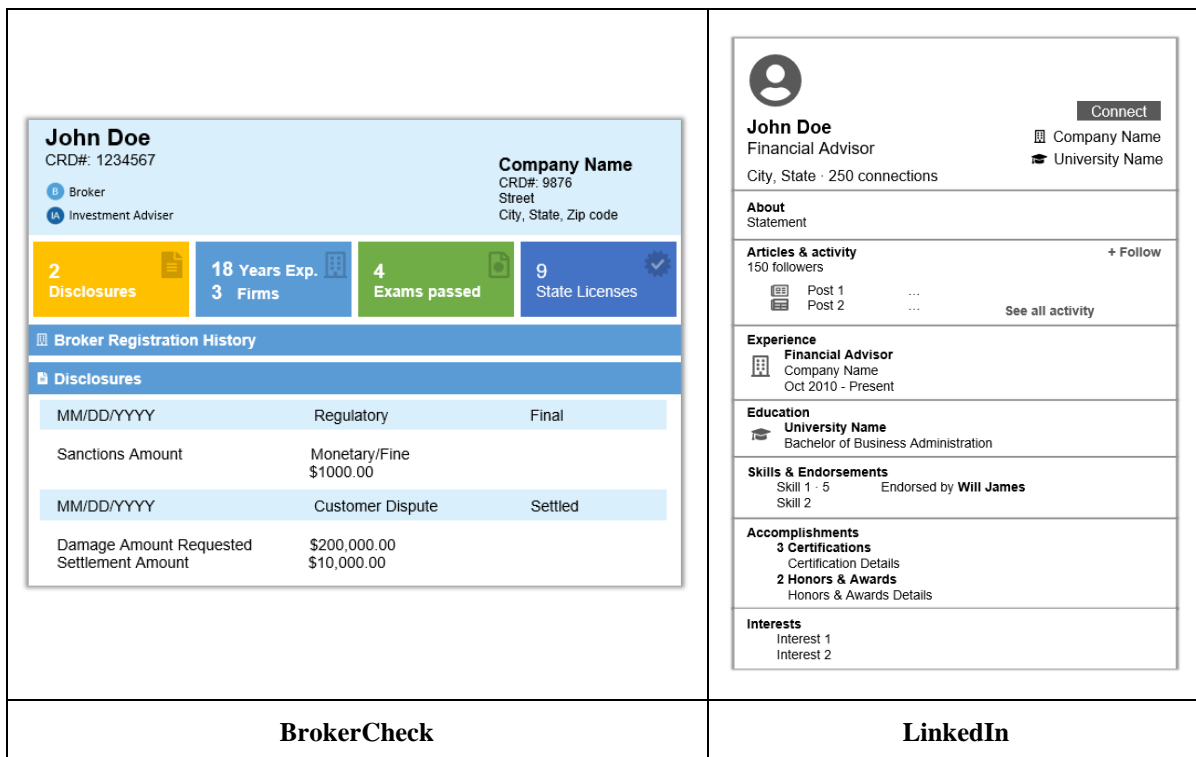 John Doe
CRD#: 1234567
B Broker
IA Investment Adviser
Company Name
CRD#: 9876
Street
City, State, Zip code
2
Disclosures
18 Years Exp.
3 Firms
4
Exams passed
9
State Licenses
Broker Registration History
Disclosures
MM/DD/YYYY Regulatory Final
Sanctions Amount Monetary/Fine
$1000.00
MM/DD/YYYY Customer Dispute Settled
Damage Amount Requested $200,000.00
Settlement Amount $10,000.00
BrokerCheck
Connect
John Doe
Company Name
Financial Advisor
University Name
City, State · 250 connections
About
Statement
Articles & activity + Follow
150 followers
Post 1 ...
Post 2 ...
See all activity
Experience
Financial Advisor
Company Name
Oct 2010 - Present
Education
University Name
Bachelor of Business Administration
Skills & Endorsements
Skill 1 · 5 Endorsed by Will James
Skill 2
Accomplishments
3 Certifications
Certification Details
2 Honors & Awards
Honors & Awards Details
Interests
Interest 1
Interest 2
LinkedIn